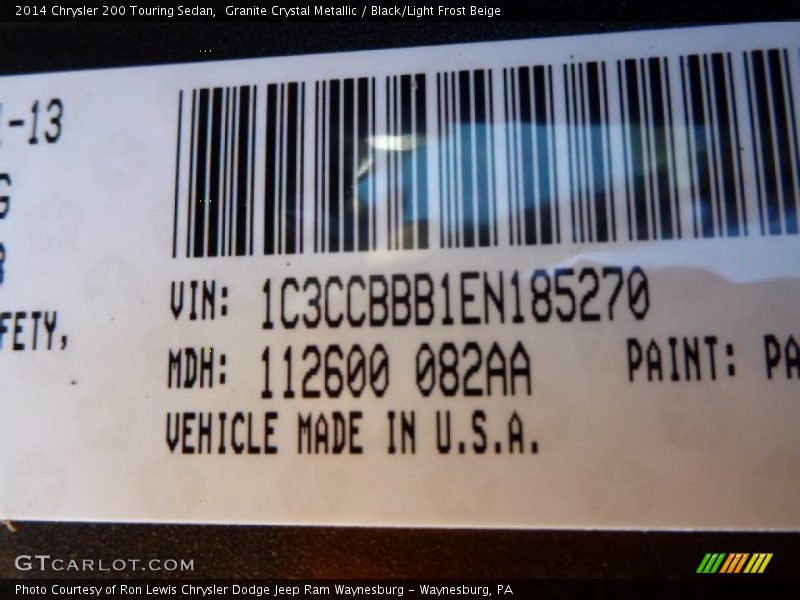 2014 Chrysler 200 Touring Sedan, Granite Crystal Metallic / Black/Light Frost Beige
-13
G
FETY,
VIN: 1C3CCBBB1EN185270
MDH: 112600 082AA
PAINT: PA
VEHICLE MADE IN U.S.A.
GTCARLOT.COM
Photo Courtesy of Ron Lewis Chrysler Dodge Jeep Ram Waynesburg - Waynesburg, PA